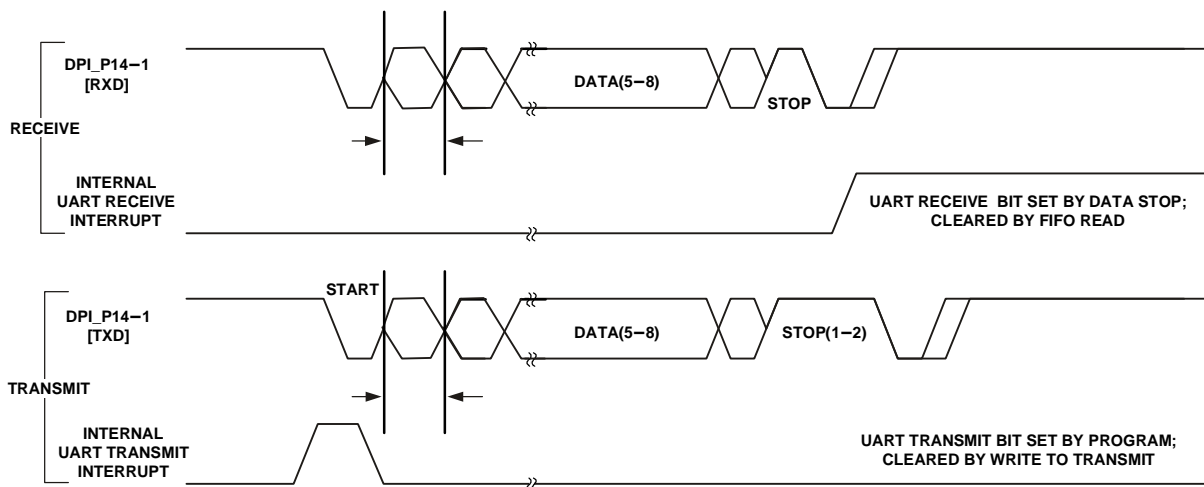 RECEIVE
DPI_P14–1
[RXD]
DATA(5–8)
STOP
INTERNAL
UART RECEIVE
INTERRUPT
UART RECEIVE BIT SET BY DATA STOP;
CLEARED BY FIFO READ
TRANSMIT
START
DPI_P14–1
[TXD]
DATA(5–8)
STOP(1–2)
INTERNAL
UART TRANSMIT
INTERRUPT
UART TRANSMIT BIT SET BY PROGRAM;
CLEARED BY WRITE TO TRANSMIT